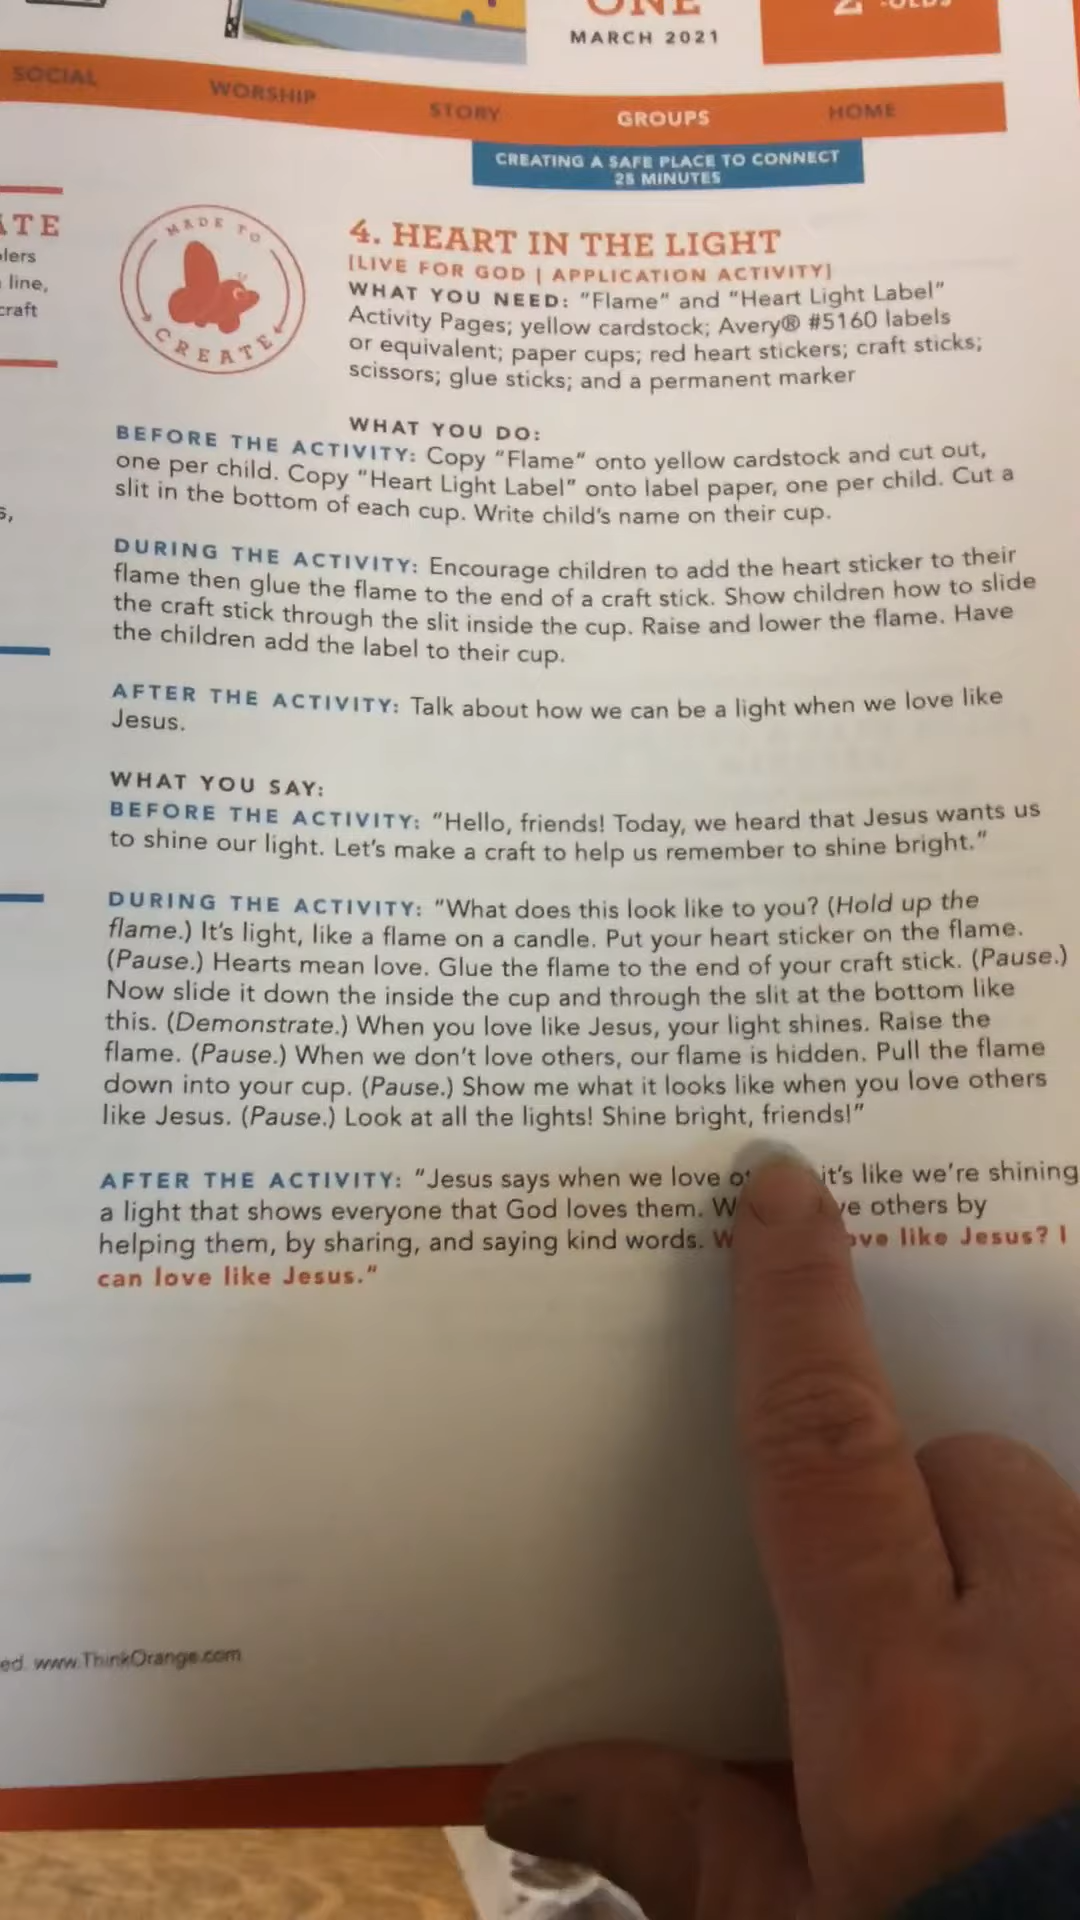 ONE
MARCH 2021
2
SOCIAL
WORSHIP
STORY
GROUPS
HOME
CREATING A SAFE PLACE TO CONNECT
25 MINUTES
line,
craft
MADE TO
CREATE
4. HEART IN THE LIGHT
[LIVE FOR GOD | APPLICATION ACTIVITY]
WHAT YOU NEED: "Flame" and "Heart Light Label"
Activity Pages; yellow cardstock; Avery® #5160 labels
or equivalent; paper cups; red heart stickers; craft sticks;
scissors; glue sticks; and a permanent marker
WHAT YOU DO:
BEFORE THE ACTIVITY: Copy "Flame" onto yellow cardstock and cut out,
one per child. Copy "Heart Light Label" onto label paper, one per child. Cut a
slit in the bottom of each cup. Write child's name on their cup.
DURING THE ACTIVITY: Encourage children to add the heart sticker to their
flame then glue the flame to the end of a craft stick. Show children how to slide
the craft stick through the slit inside the cup. Raise and lower the flame. Have
the children add the label to their cup.
AFTER THE ACTIVITY: Talk about how we can be a light when we love like
Jesus.
WHAT YOU SAY:
BEFORE THE ACTIVITY: "Hello, friends! Today, we heard that Jesus wants us
to shine our light. Let's make a craft to help us remember to shine bright."
DURING THE ACTIVITY: "What does this look like to you? (Hold up the
flame.) It's light, like a flame on a candle. Put your heart sticker on the flame.
(Pause.) Hearts mean love. Glue the flame to the end of your craft stick. (Pause.)
Now slide it down the inside the cup and through the slit at the bottom like
this. (Demonstrate.) When you love like Jesus, your light shines. Raise the
flame. (Pause.) When we don't love others, our flame is hidden. Pull the flame
down into your cup. (Pause.) Show me what it looks like when you love others
like Jesus. (Pause.) Look at all the lights! Shine bright, friends!"
AFTER THE ACTIVITY: "Jesus says when we love it's like we're shining
a light that shows everyone that God loves them. others by
helping them, by sharing, and saying kind words. like Jesus? I
can love like Jesus."
www.ThinkOrange.com